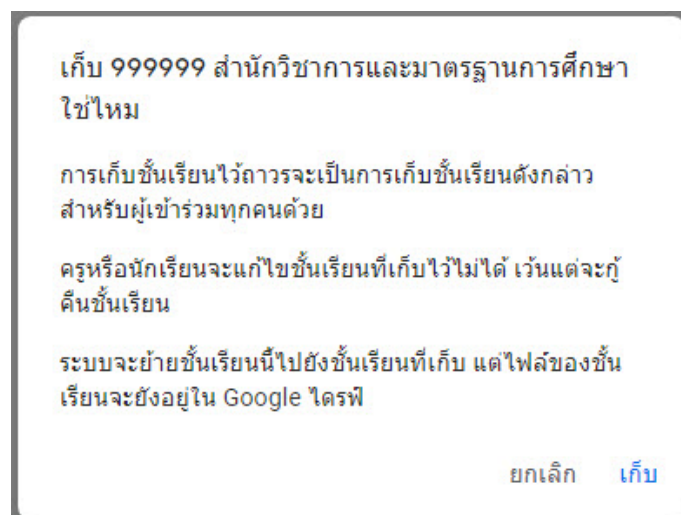 เก็บ 999999 สำนักวิชาการและมาตรฐานการศึกษา
ใช่ไหม
การเก็บชั้นเรียนไว้ถาวรจะเป็นการเก็บชั้นเรียนดังกล่าว
สำหรับผู้เข้าร่วมทุกคนด้วย
ครูหรือนักเรียนจะแก้ไขชั้นเรียนที่เก็บไว้ไม่ได้ เว้นแต่จะกู้
คืนชั้นเรียน
ระบบจะย้ายชั้นเรียนนี้ไปยังชั้นเรียนที่เก็บ แต่ไฟล์ของชั้น
เรียนจะยังอยู่ใน Google ไดรฟ์
ยกเลิก เก็บ